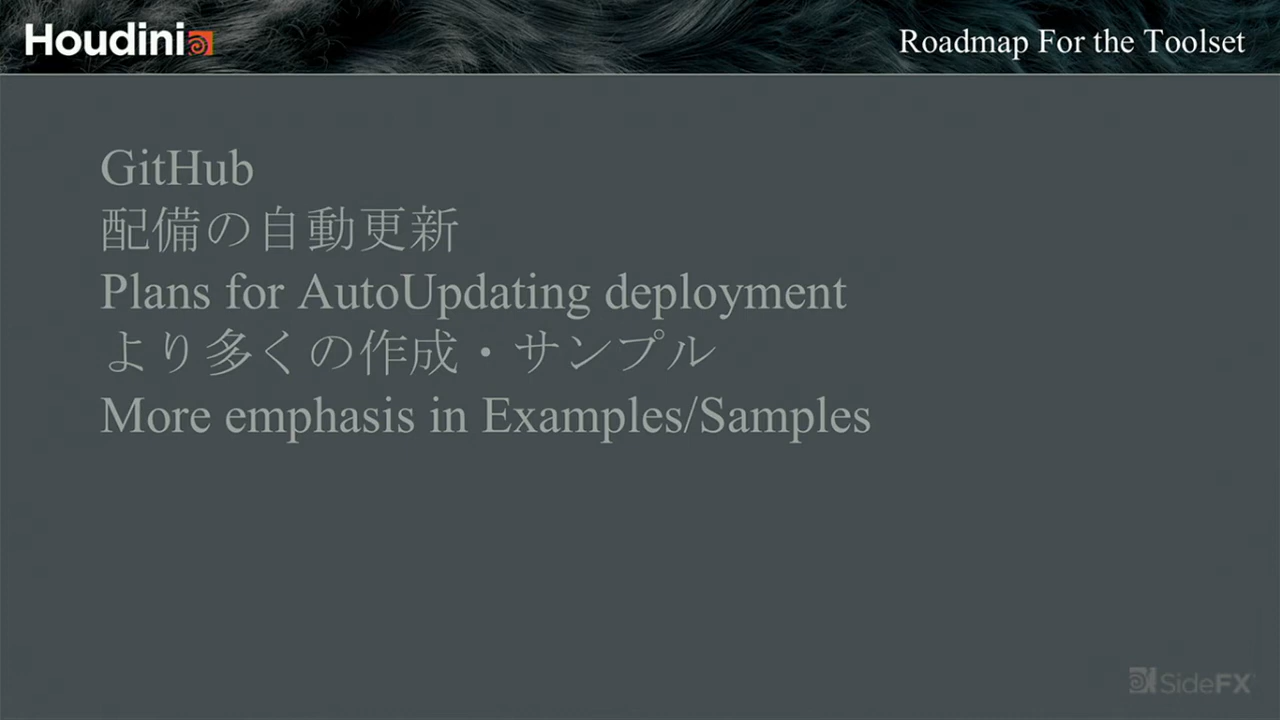 Houdini
Roadmap For the Toolset
GitHub
配備の自動更新
Plans for AutoUpdating deployment
より多くの作成・サンプル
More emphasis in Examples/Samples
SideFX